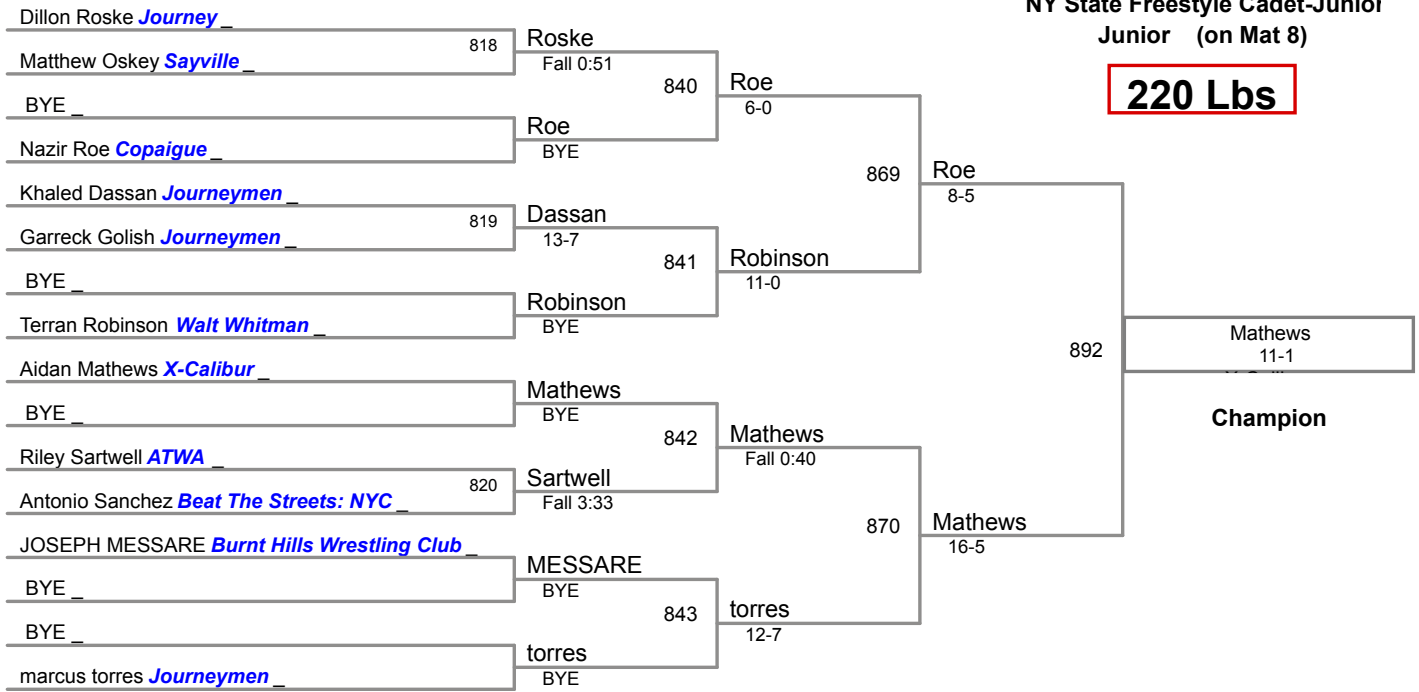 NY State Freestyle Cadet-Junior
Junior (on Mat 8)
220 Lbs
Dillon Roske Journey _
Matthew Oskey Sayville _
BYE _
Nazir Roe Copaigue _
Khaled Dassan Journeymen _
Garreck Golish Journeymen _
BYE _
Terran Robinson Walt Whitman _
Aidan Mathews X-Calibur _
BYE _
Riley Sartwell ATWA _
Antonio Sanchez Beat The Streets: NYC _
JOSEPH MESSARE Burnt Hills Wrestling Club _
BYE _
BYE _
marcus torres Journeymen _
818
819
820
Roske
Fall 0:51
Roe
BYE
Dassan
13-7
Robinson
BYE
Mathews
BYE
Sartwell
Fall 3:33
MESSARE
BYE
torres
BYE
840
841
842
843
Roe
6-0
Robinson
11-0
Mathews
Fall 0:40
torres
12-7
869
870
Roe
8-5
Mathews
16-5
892
Mathews
11-1
Champion